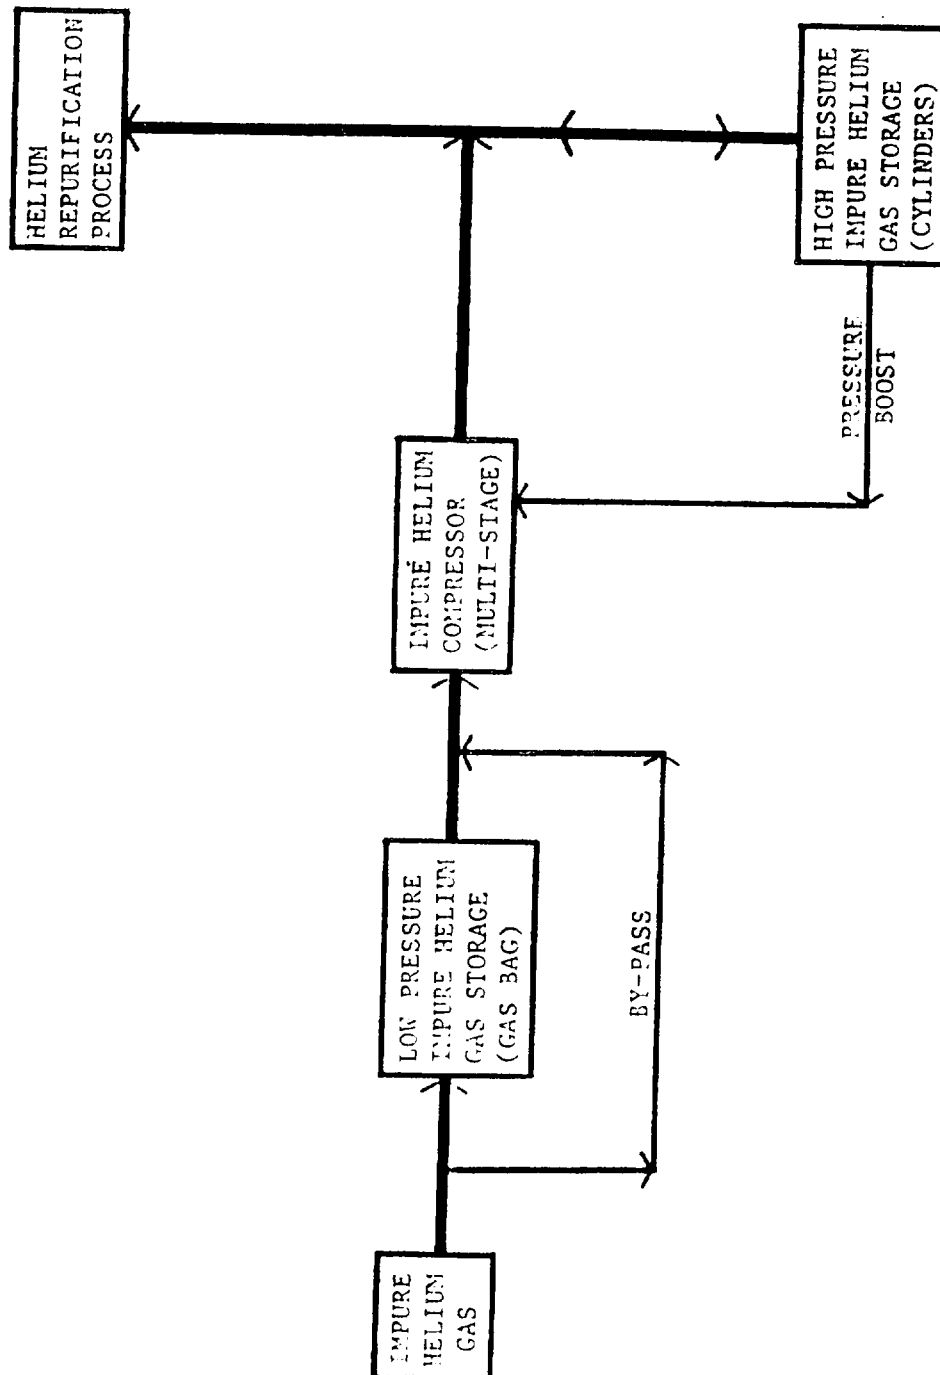 IMPURE
HELIUM
GAS
LOW PRESSURE
IMPURE HELIUM
GAS STORAGE
(GAS BAG)
BY-PASS
IMPURE HELIUM
COMPRESSOR
(MULTI-STAGE)
PRESSURE
BOOST
HELIUM
REPURIFICATION
PROCESS
HIGH PRESSURE
IMPURE HELIUM
GAS STORAGE
(CYLINDERS)